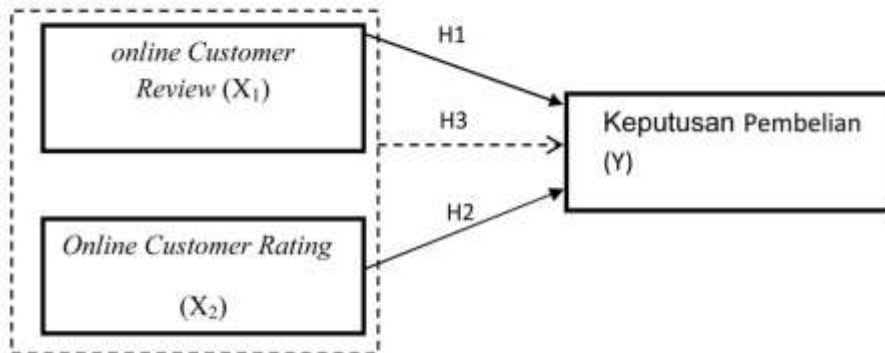 online Customer
Review (X₁)
H1
H3
Keputusan Pembelian
(Y)
H2
Online Customer Rating
(X₂)